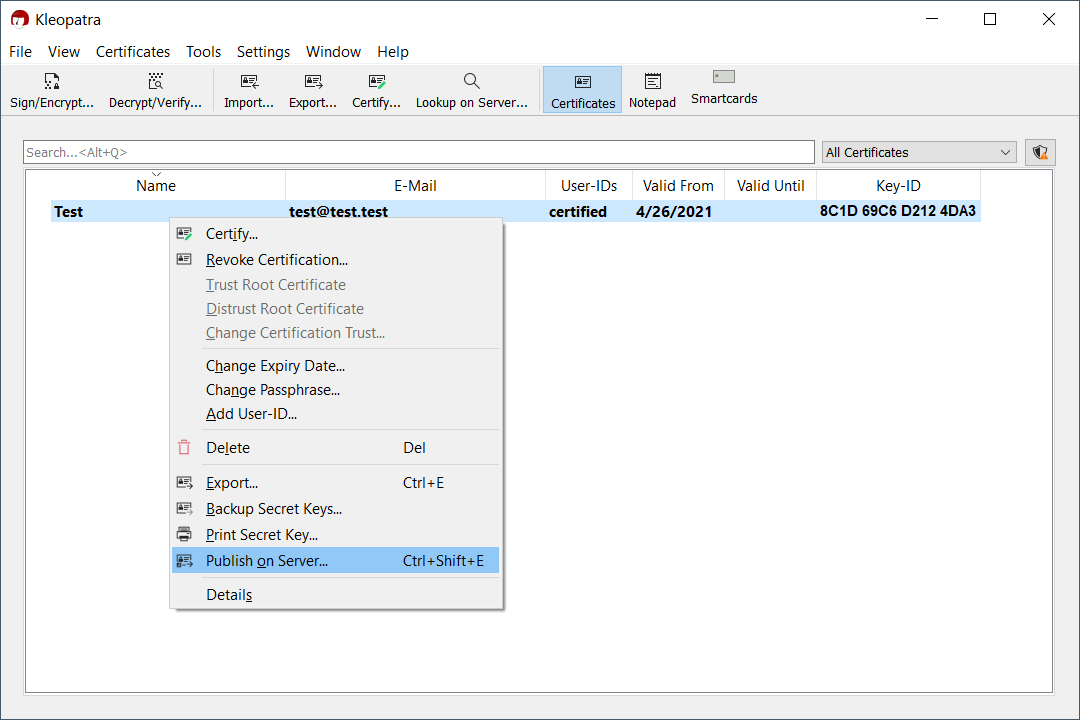 Kleopatra
File View Certificates Tools Settings Window Help
Sign/Encrypt... Decrypt/Verify... Import... Export... Certify... Lookup on Server... Certificates Notepad Smartcards
Search...<Alt+Q> All Certificates
Name E-Mail User-IDs Valid From Valid Until Key-ID
Test test@test.test certified 4/26/2021 8C1D 69C6 D212 4DA3
Certify...
Revoke Certification...
Trust Root Certificate
Distrust Root Certificate
Change Certification Trust...
Change Expiry Date...
Change Passphrase...
Add User-ID...
Delete Del
Export... Ctrl+E
Backup Secret Keys...
Print Secret Key...
Publish on Server... Ctrl+Shift+E
Details